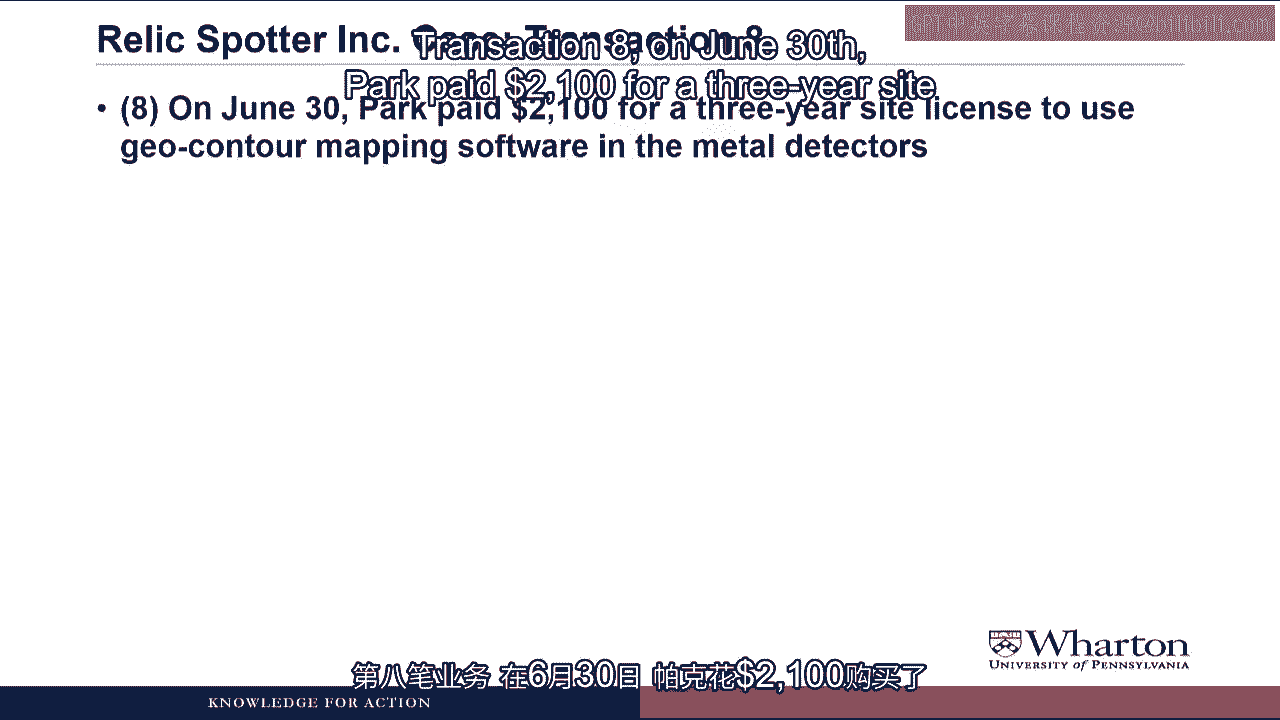 Relic Spotter Inc. Case: Transaction 8
Transaction 8, on June 30th,
Park paid $2,100 for a three-year site
• (8) On June 30, Park paid $2,100 for a three-year site license to use
geo-contour mapping software in the metal detectors
Wharton
UNIVERSITY of PENNSYLVANIA
第八笔业务 在6月30日 帕克花$2,100购买了
KNOWLEDGE FOR ACTION